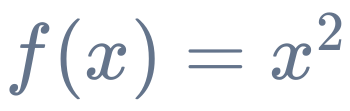 f(x) = x²